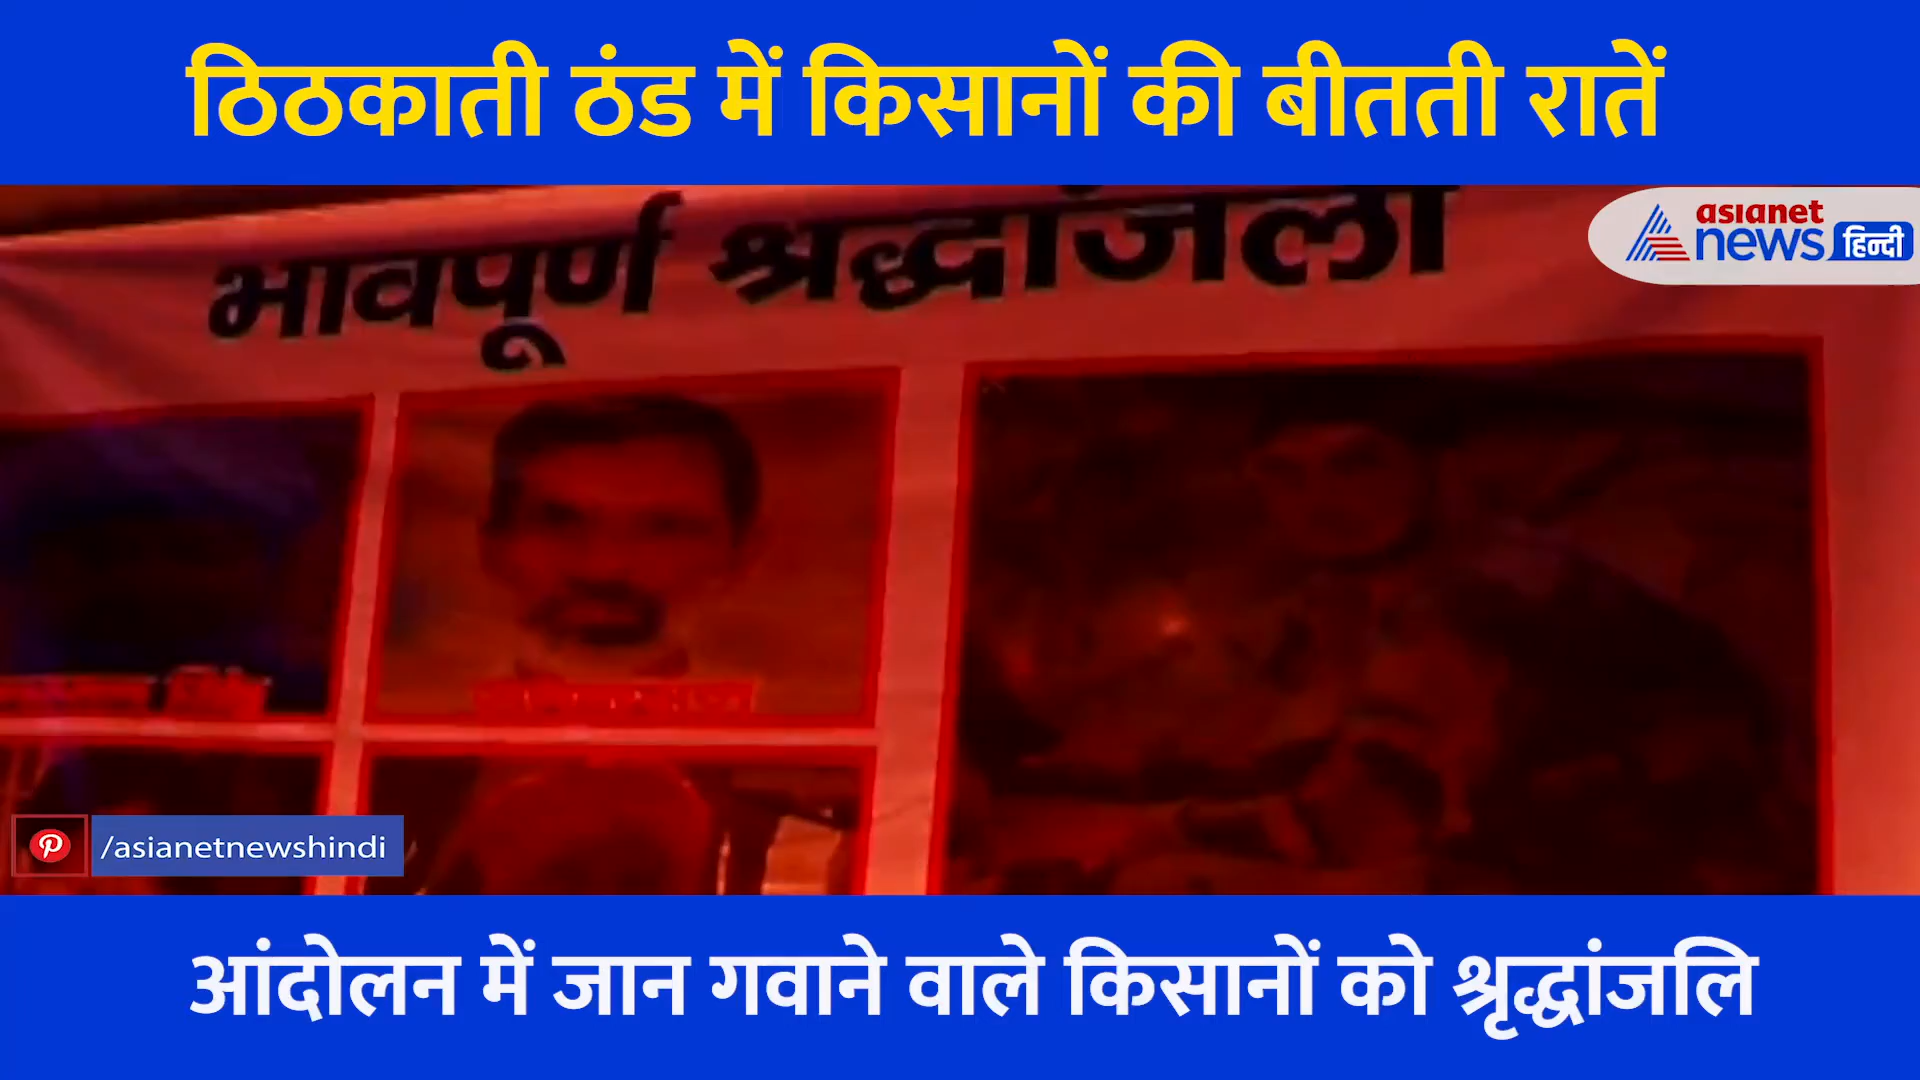 ठिठकाती ठंड में किसानों की बीतती रातें
भावपूर्ण श्रद्धांजली
asianet
news हिन्दी
/asianetnewshindi
आंदोलन में जान गवाने वाले किसानों को श्रृद्धांजलि